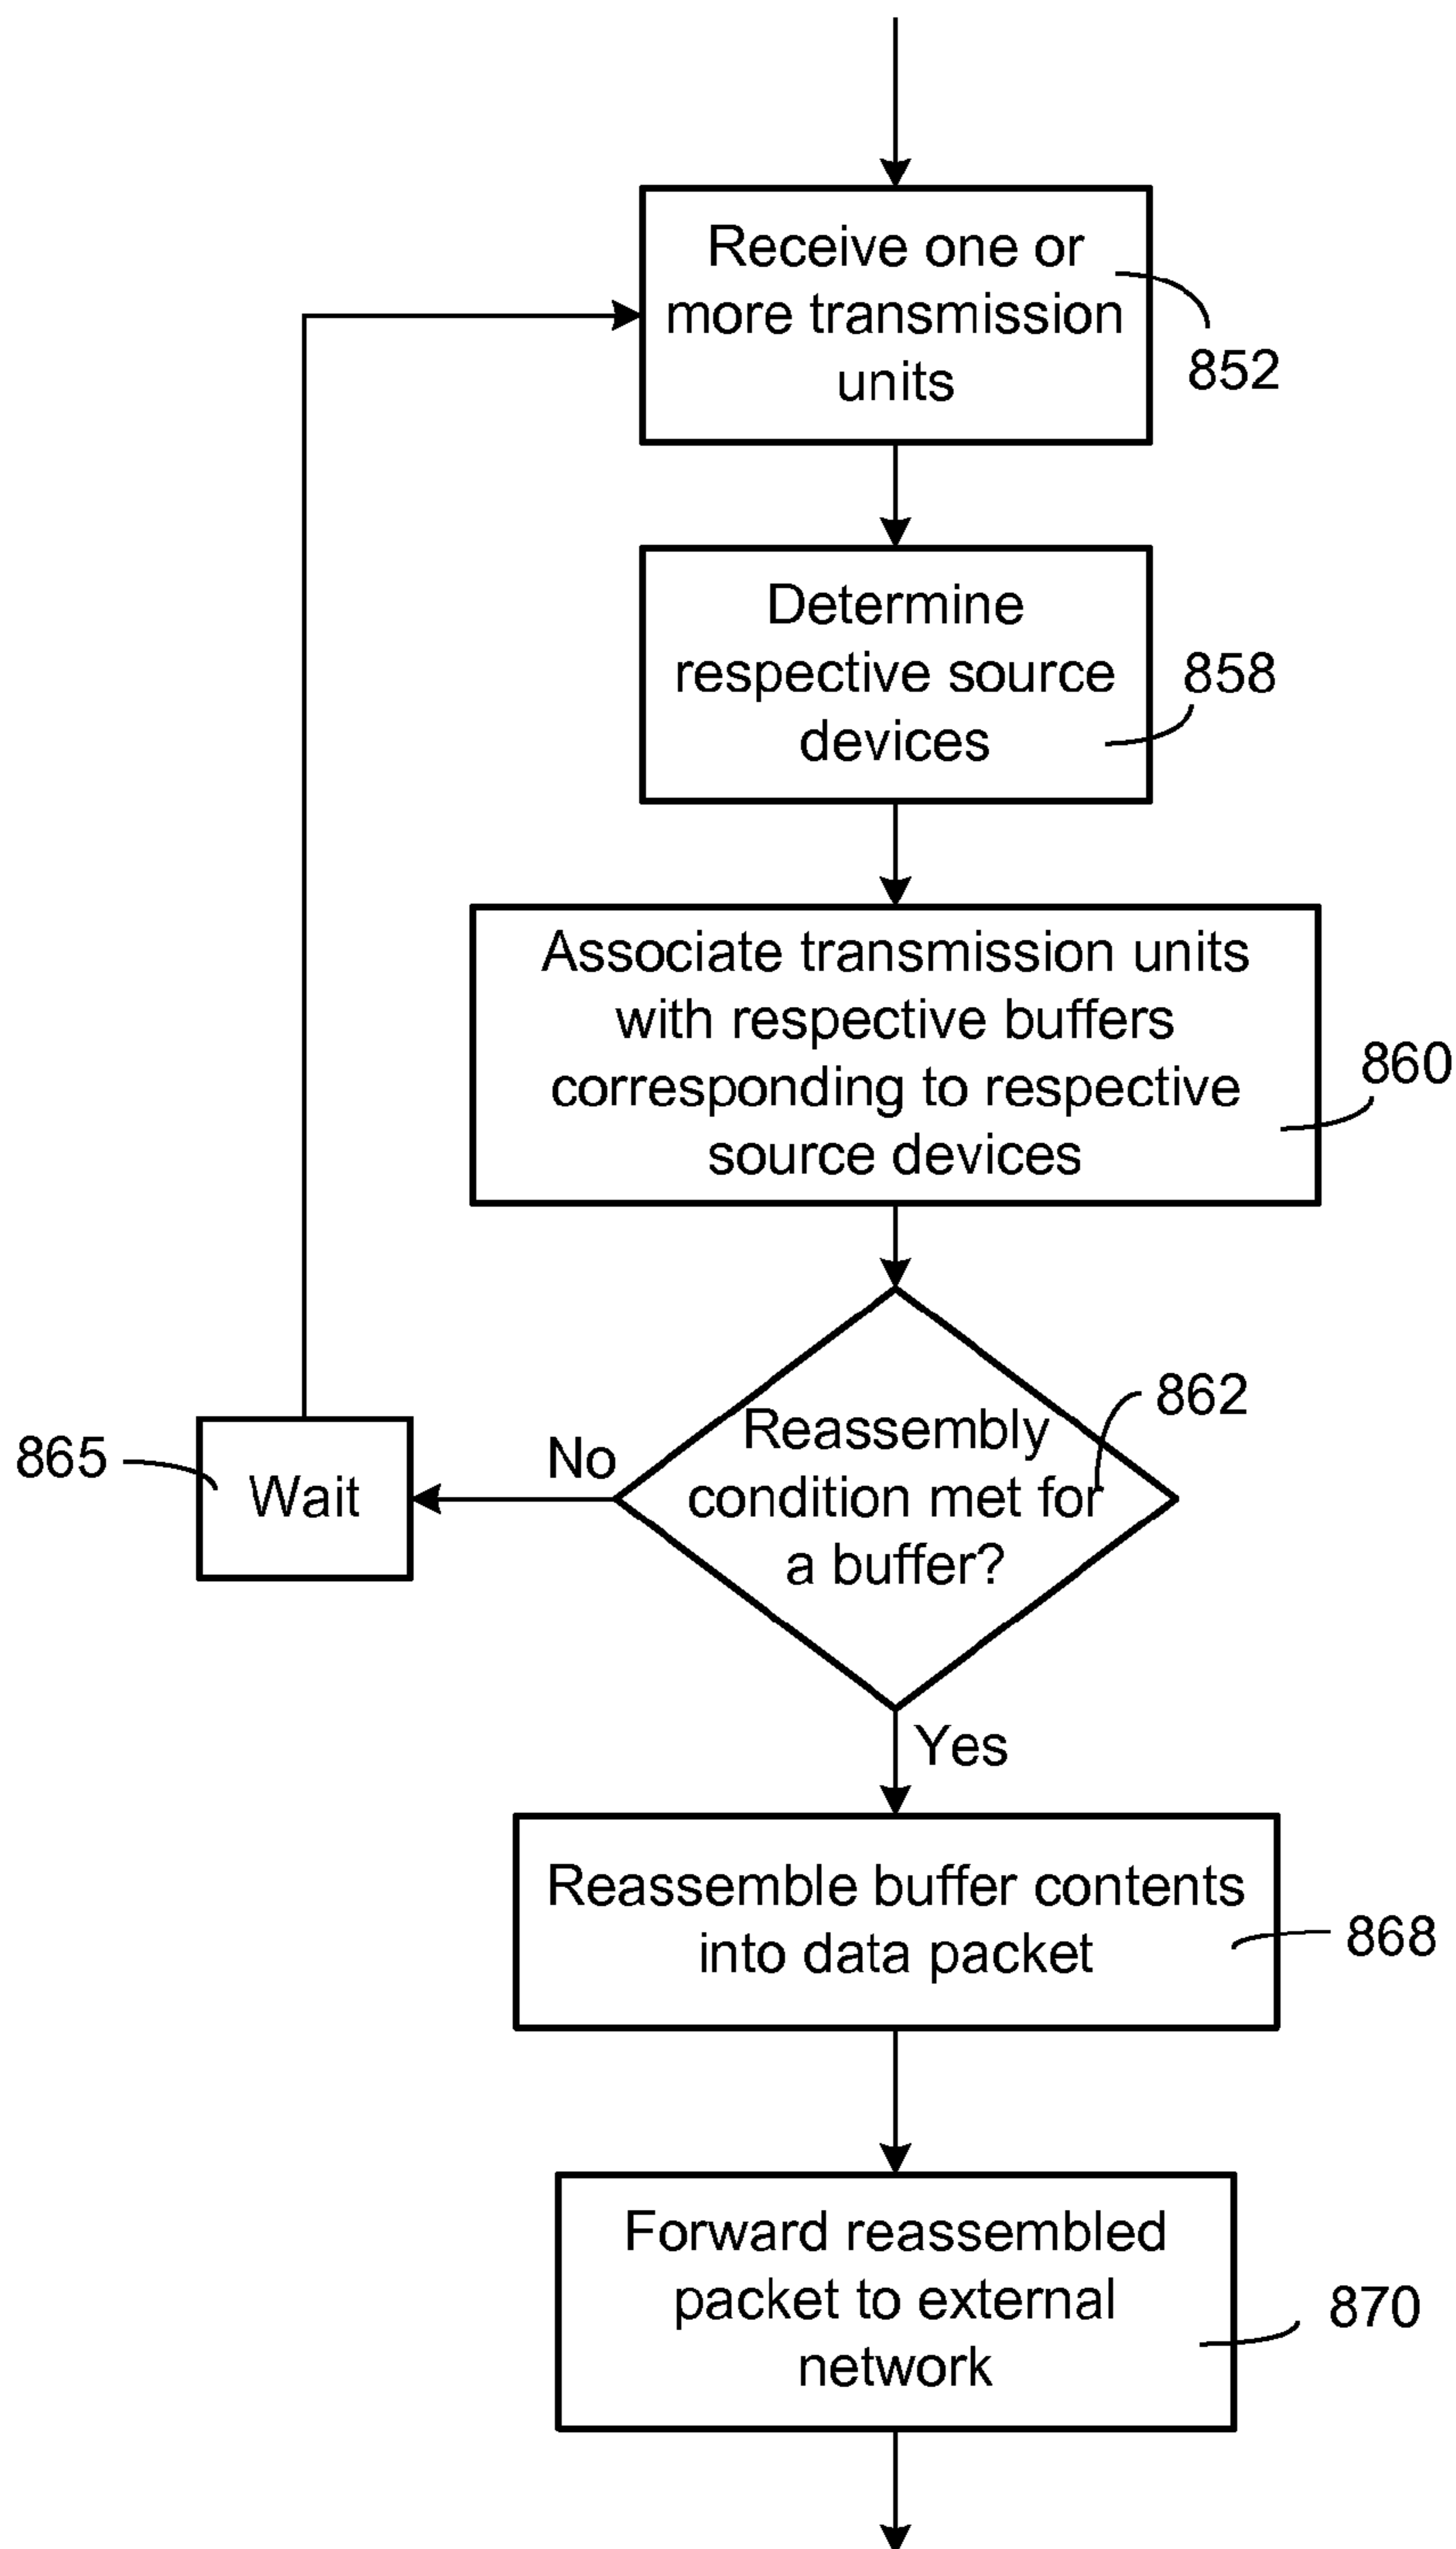 Receive one or
more transmission
units
852
Determine
respective source
devices
858
Associate transmission units
with respective buffers
corresponding to respective
source devices
860
Reassembly
condition met for
a buffer?
862
No
Wait
865
Yes
Reassemble buffer contents
into data packet
868
Forward reassembled
packet to external
network
870